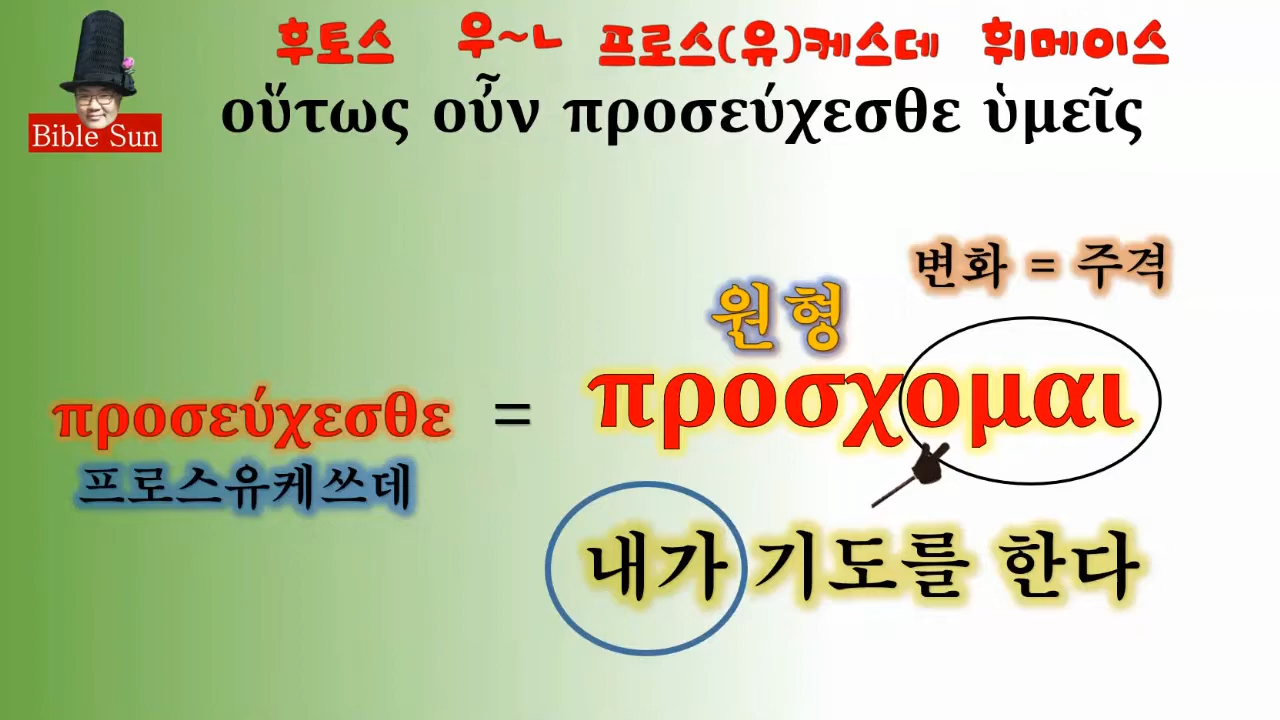 후토스 우~ㄴ 프로스(유)케스데 휘메이스
οὕτως οὖν προσεύχεσθε ὑμεῖς
Bible Sun
변화 = 주격
원형
προσεύχεσθε = προσχομαι
프로스유케쓰데
내가 기도를 한다